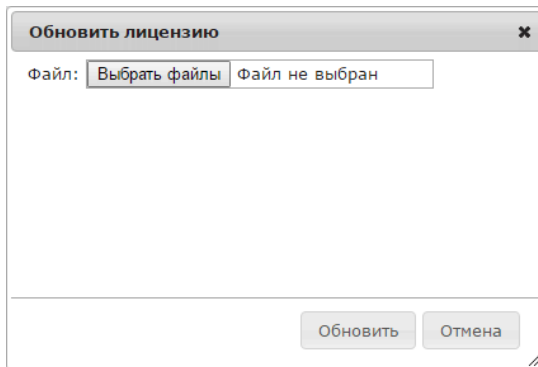 Обновить лицензию
Файл: Выбрать файлы Файл не выбран
Обновить Отмена